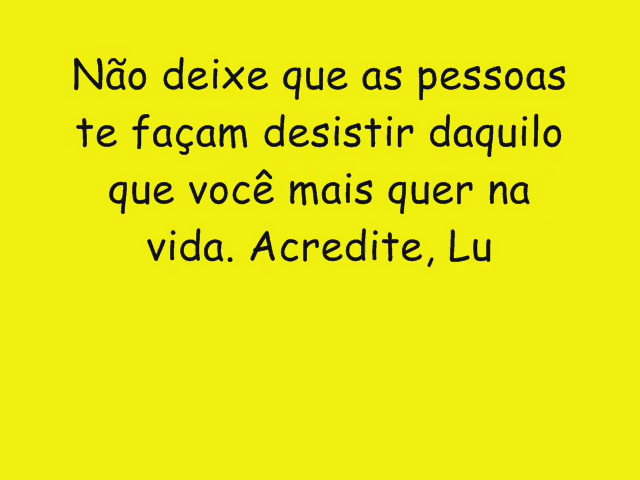 Não deixe que as pessoas
te façam desistir daquilo
que você mais quer na
vida. Acredite, Lu